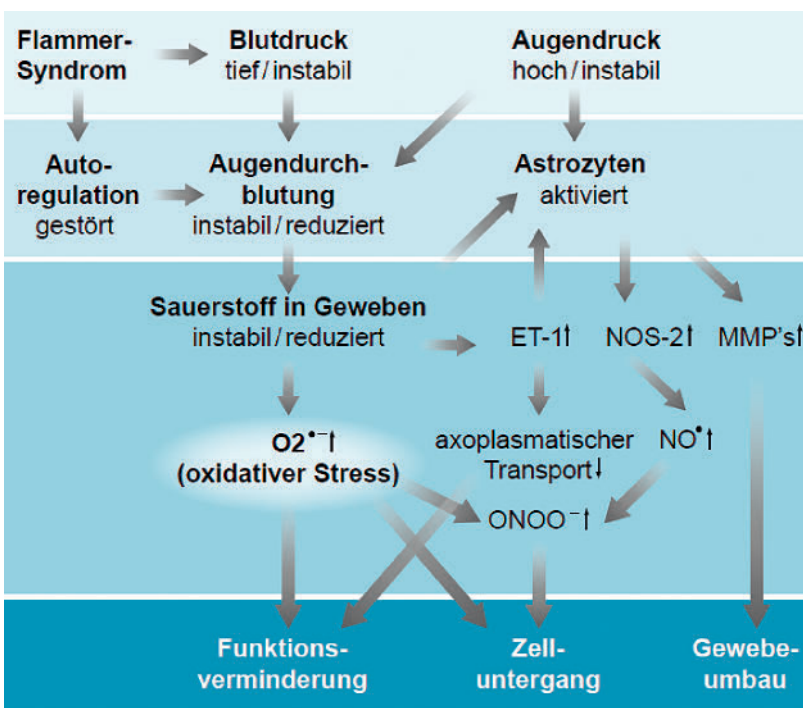 Flammer-
Syndrom
Blutdruck
tief / instabil
Augendruck
hoch / instabil
Auto-
regulation
gestört
Augendurch-
blutung
instabil / reduziert
Astrozyten
aktiviert
Sauerstoff in Geweben
instabil / reduziert
ET-1↑
NOS-2↑
MMP's↑
O2•−↑
(oxidativer Stress)
axoplasmatischer
Transport↓
NO•↑
ONOO−↑
Funktions-
verminderung
Zell-
untergang
Gewebe-
umbau